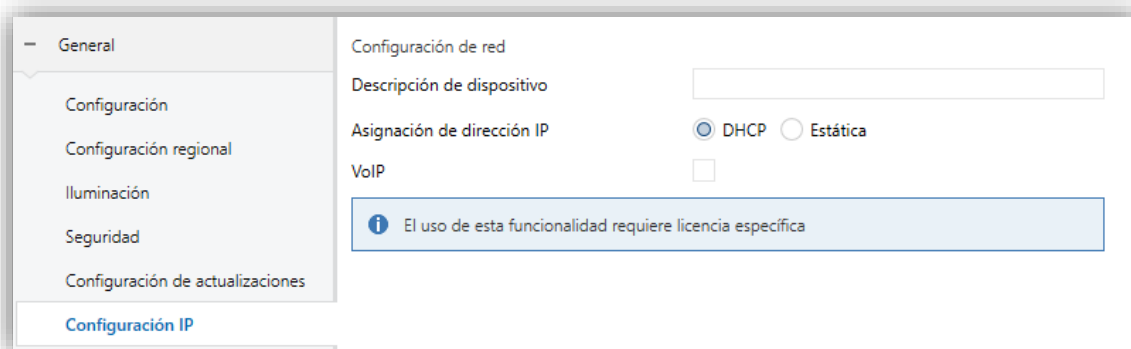 General
Configuración
Configuración regional
Iluminación
Seguridad
Configuración de actualizaciones
Configuración IP
Configuración de red
Descripción de dispositivo
Asignación de dirección IP DHCP Estática
VoIP
El uso de esta funcionalidad requiere licencia específica